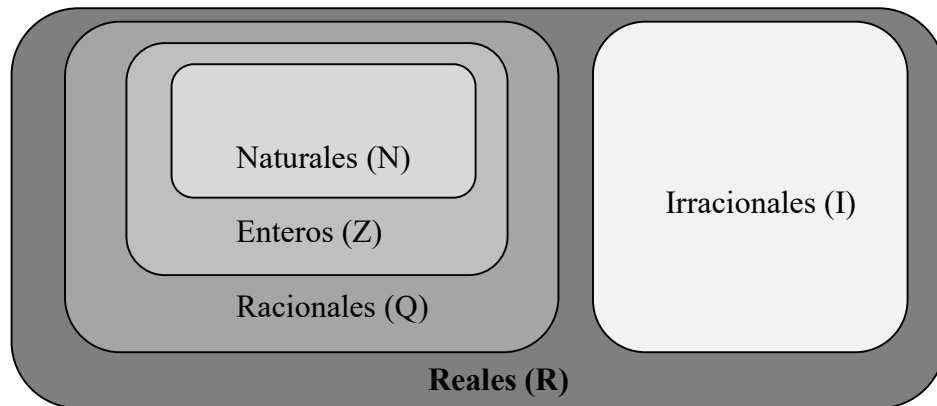 Naturales (N)
Enteros (Z)
Racionales (Q)
Irracionales (I)
Reales (R)